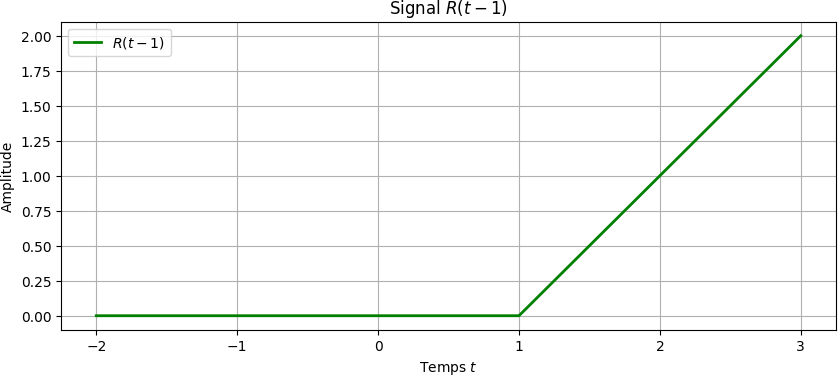 Signal R(t − 1)
R(t − 1)
Amplitude
2.00
1.75
1.50
1.25
1.00
0.75
0.50
0.25
0.00
−2 −1 0 1 2 3
Temps t